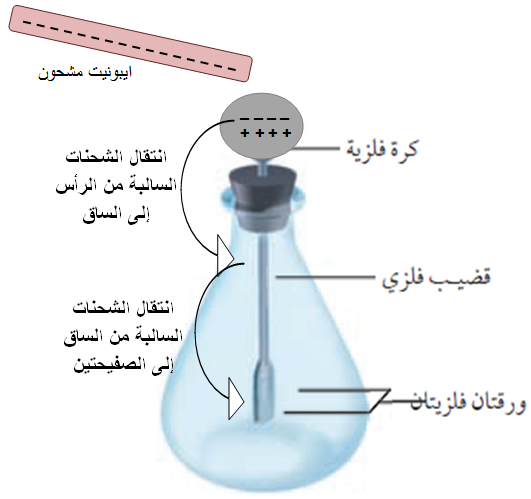 ايبونيت مشحون
– – – –
+ + + +
كرة فلزية
انتقال الشحنات
السالبة من الرأس
إلى الساق
قضيب فلزي
انتقال الشحنات
السالبة من الساق
إلى الصفيحتين
ورقتان فلزيتان